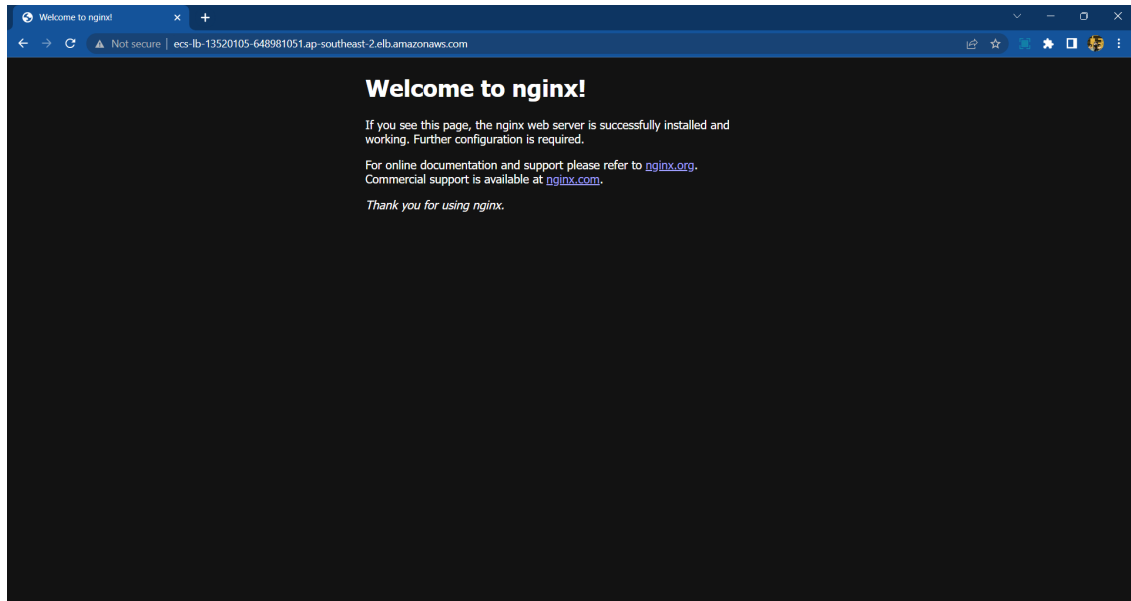 Welcome to nginx!
Not secure | ecs-lb-13520105-648981051.ap-southeast-2.elb.amazonaws.com
Welcome to nginx!
If you see this page, the nginx web server is successfully installed and
working. Further configuration is required.
For online documentation and support please refer to nginx.org.
Commercial support is available at nginx.com.
Thank you for using nginx.